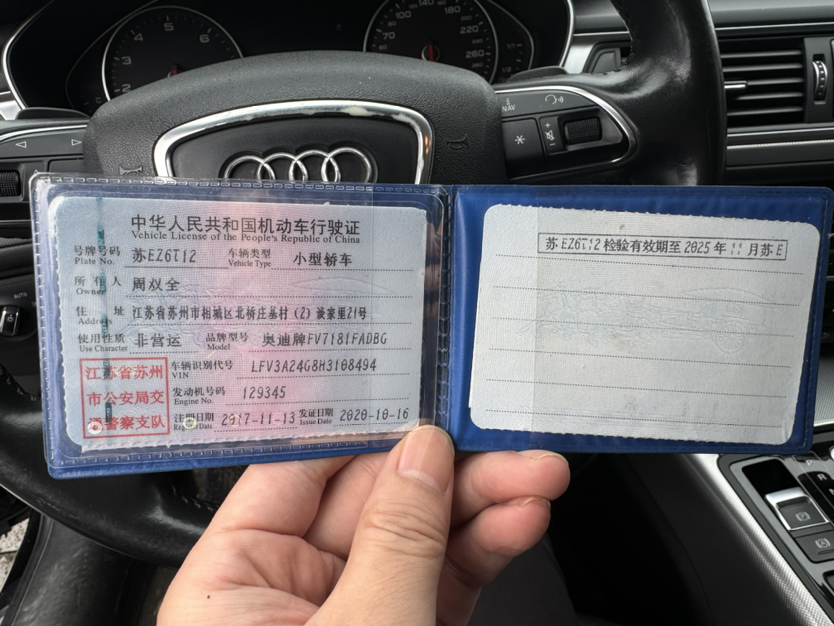 中华人民共和国机动车行驶证
Vehicle License of the People's Republic of China
号牌号码 苏EZ6T12 车辆类型 小型轿车
Plate No. Vehicle Type
所有人 周双全
Owner
住址 江苏省苏州市相城区北桥庄基村(2)谈家里21号
Address
使用性质 非营运 品牌型号 奥迪牌FV7181FADBG
Use Character Model
车辆识别代号 LFV3A24G8H3108494
VIN
发动机号码 129345
Engine No.
注册日期 2017-11-13 发证日期 2020-10-16
Register Date Issue Date
江苏省苏州
市公安局交
通警察支队
苏EZ6T12 检验有效期至 2025 年 11 月苏E
NAV